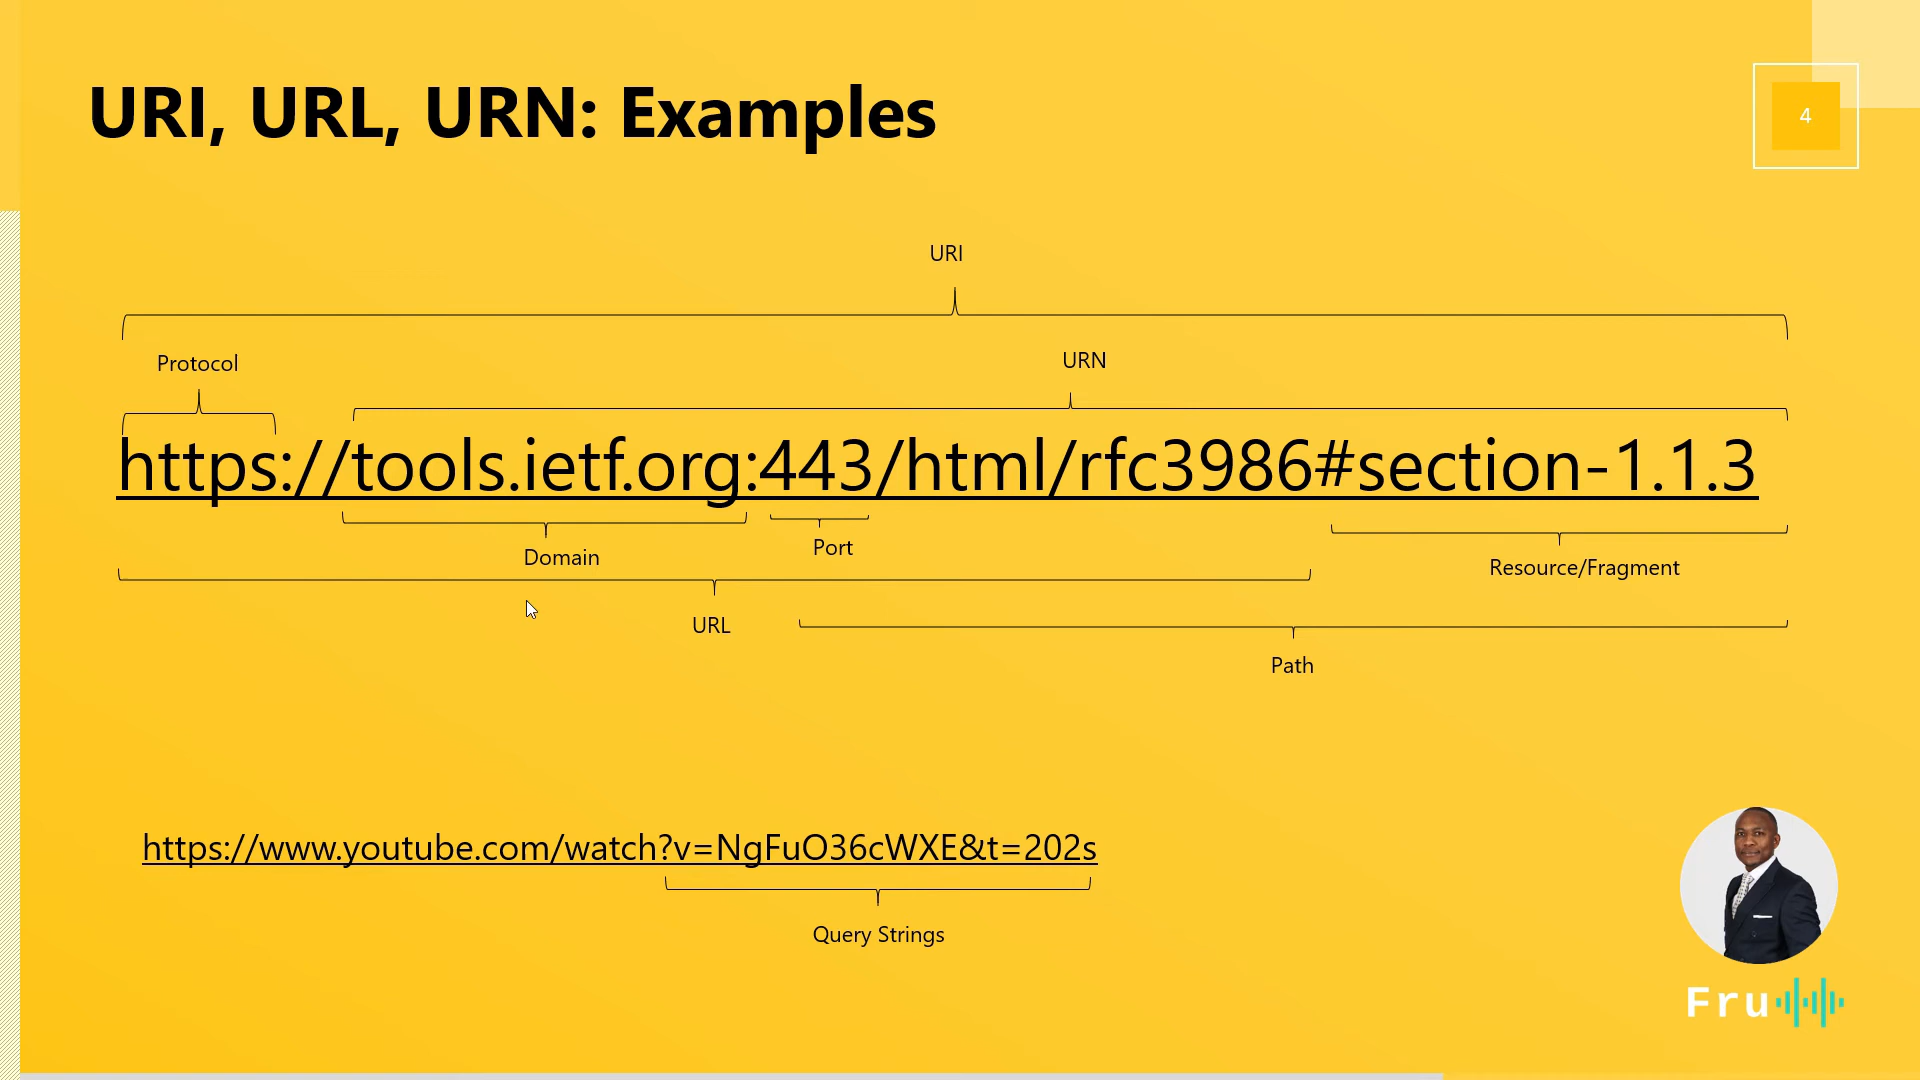 URI, URL, URN: Examples
4
URI
Protocol
URN
https://tools.ietf.org:443/html/rfc3986#section-1.1.3
Domain
Port
Resource/Fragment
URL
Path
https://www.youtube.com/watch?v=NgFuO36cWXE&t=202s
Query Strings
Fru